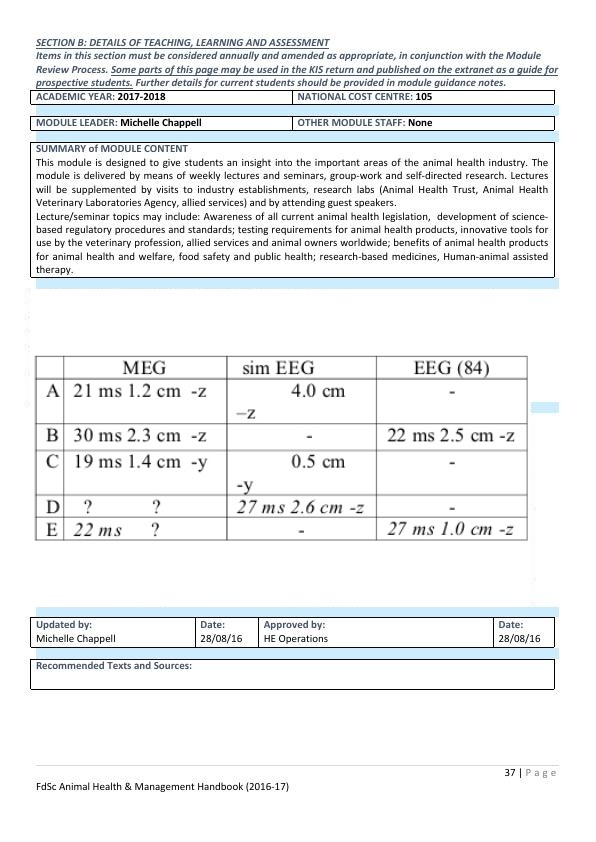 SECTION B: DETAILS OF TEACHING, LEARNING AND ASSESSMENT
Items in this section must be considered annually and amended as appropriate, in conjunction with the Module
Review Process. Some parts of this page may be used in the KIS return and published on the extranet as a guide for
prospective students. Further details for current students should be provided in module guidance notes.
ACADEMIC YEAR: 2017-2018 NATIONAL COST CENTRE: 105
MODULE LEADER: Michelle Chappell OTHER MODULE STAFF: None
SUMMARY of MODULE CONTENT
This module is designed to give students an insight into the important areas of the animal health industry. The
module is delivered by means of weekly lectures and seminars, group-work and self-directed research. Lectures
will be supplemented by visits to industry establishments, research labs (Animal Health Trust, Animal Health
Veterinary Laboratories Agency, allied services) and by attending guest speakers.
Lecture/seminar topics may include: Awareness of all current animal health legislation, development of science-
based regulatory procedures and standards; testing requirements for animal health products, innovative tools for
use by the veterinary profession, allied services and animal owners worldwide; benefits of animal health products
for animal health and welfare, food safety and public health; research-based medicines, Human-animal assisted
therapy.
MEG sim EEG EEG (84)
A 21 ms 1.2 cm -z 4.0 cm -
–z
B 30 ms 2.3 cm -z - 22 ms 2.5 cm -z
C 19 ms 1.4 cm -y 0.5 cm -
-y
D ? ? 27 ms 2.6 cm -z -
E 22 ms ? - 27 ms 1.0 cm -z
Updated by: Date: Approved by: Date:
Michelle Chappell 28/08/16 HE Operations 28/08/16
Recommended Texts and Sources:
37 | Page
FdSc Animal Health & Management Handbook (2016-17)